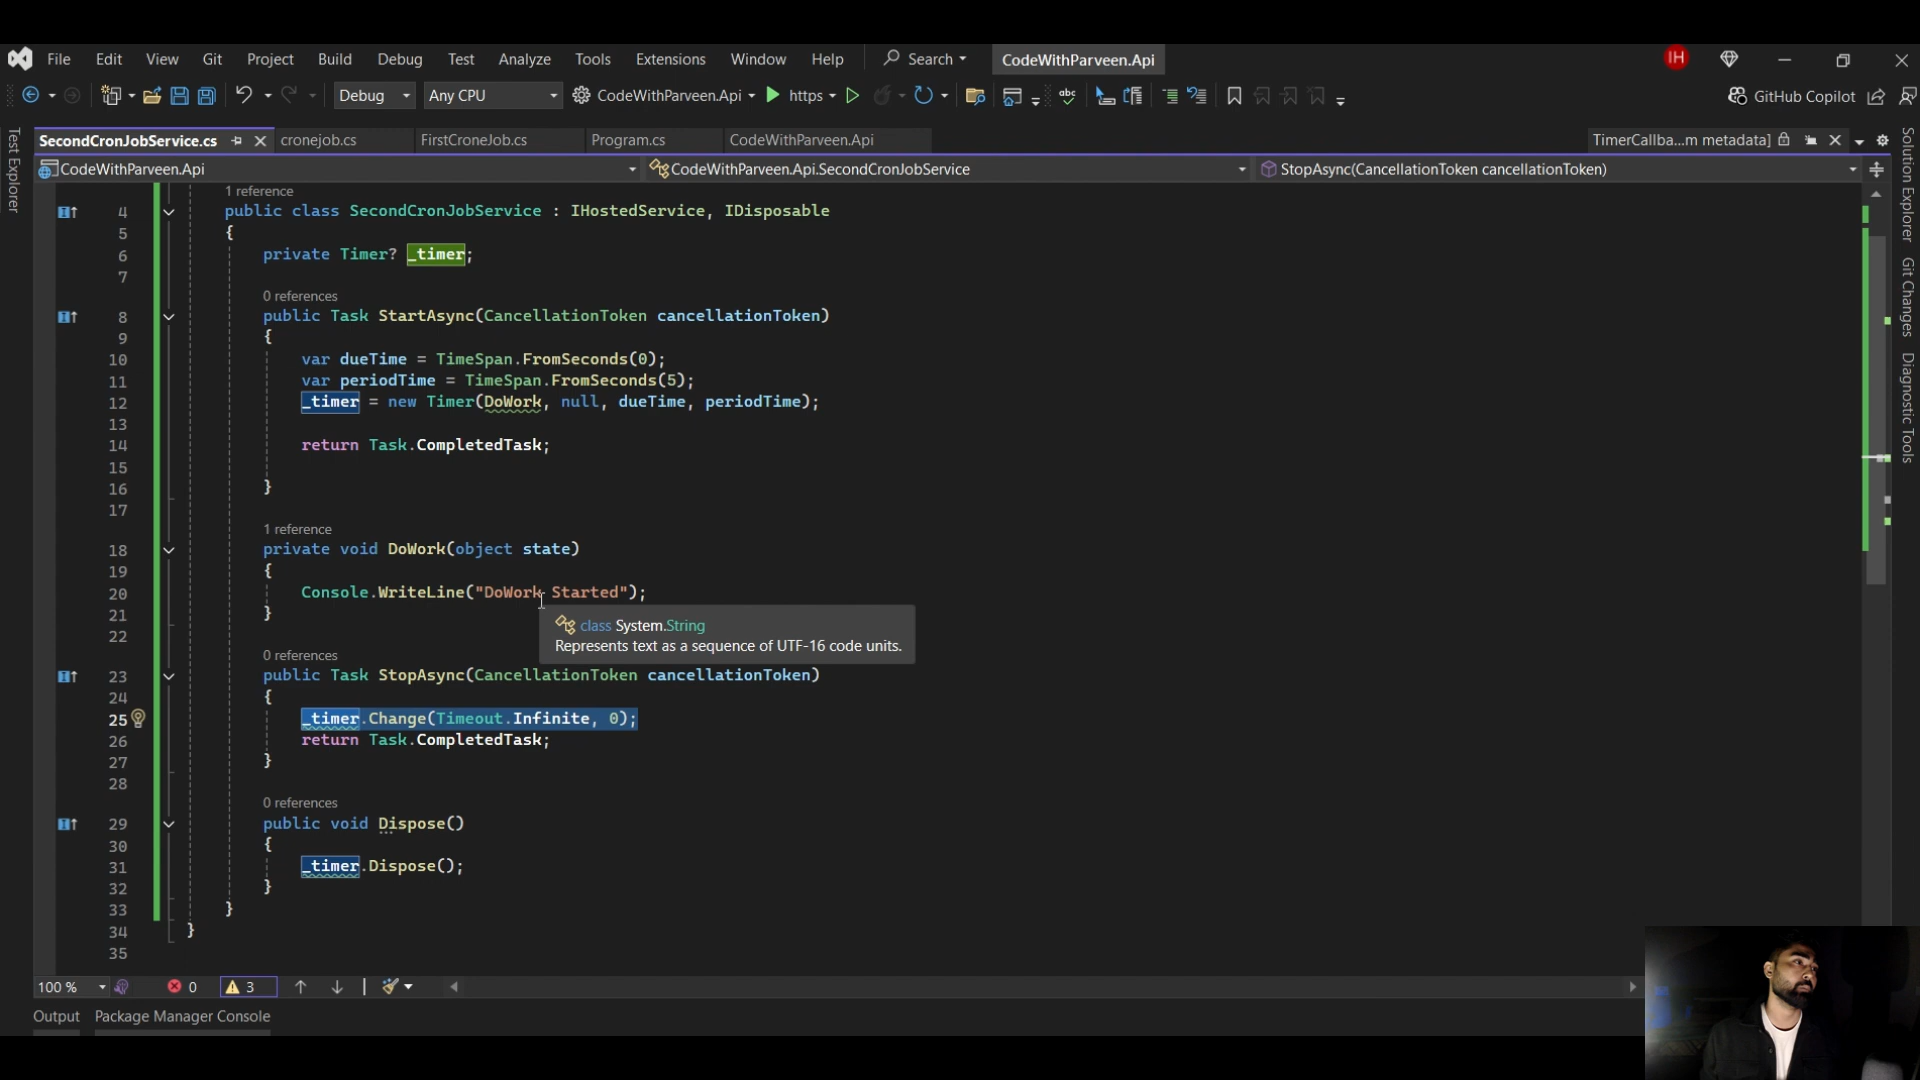 File Edit View Git Project Build Debug Test Analyze Tools Extensions Window Help Search CodeWithParveen.Api IH
Debug Any CPU CodeWithParveen.Api https abc GitHub Copilot
SecondCronJobService.cs cronejob.cs FirstCroneJob.cs Program.cs CodeWithParveen.Api TimerCallba...m metadata]
CodeWithParveen.Api CodeWithParveen.Api.SecondCronJobService StopAsync(CancellationToken cancellationToken)
Test Explorer
Solution Explorer
Git Changes
Diagnostic Tools
1 reference
4 public class SecondCronJobService : IHostedService, IDisposable
5 {
6 private Timer? _timer;
7
0 references
8 public Task StartAsync(CancellationToken cancellationToken)
9 {
10 var dueTime = TimeSpan.FromSeconds(0);
11 var periodTime = TimeSpan.FromSeconds(5);
12 _timer = new Timer(DoWork, null, dueTime, periodTime);
13
14 return Task.CompletedTask;
15
16 }
17
1 reference
18 private void DoWork(object state)
19 {
20 Console.WriteLine("DoWork Started");
21 }
22
class System.String
Represents text as a sequence of UTF-16 code units.
0 references
23 public Task StopAsync(CancellationToken cancellationToken)
24 {
25 _timer.Change(Timeout.Infinite, 0);
26 return Task.CompletedTask;
27 }
28
0 references
29 public void Dispose()
30 {
31 _timer.Dispose();
32 }
33 }
34 }
35
100 % 0 3
Output Package Manager Console